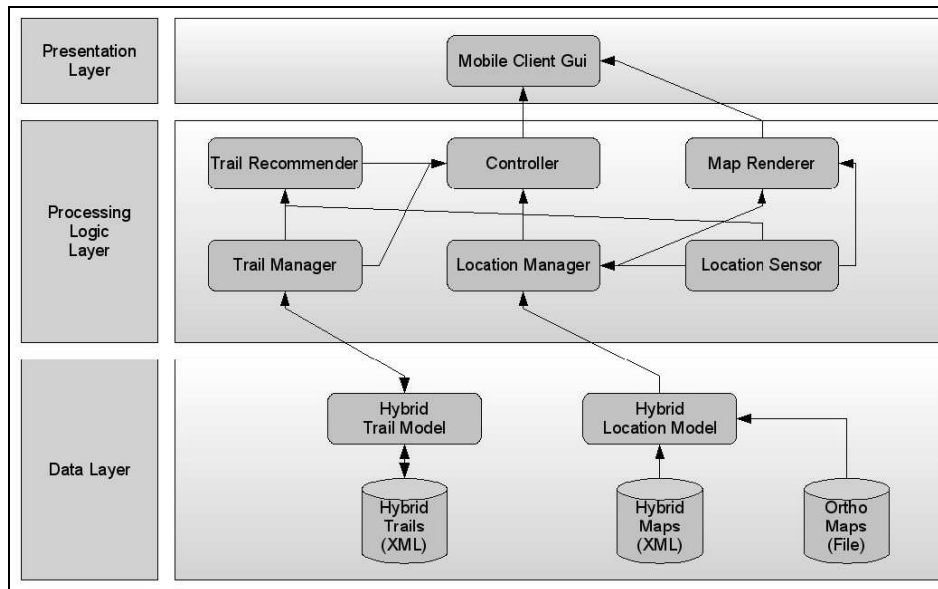 Presentation
Layer
Mobile Client Gui
Processing
Logic
Layer
Trail Recommender
Controller
Map Renderer
Trail Manager
Location Manager
Location Sensor
Data Layer
Hybrid
Trail Model
Hybrid
Location Model
Hybrid
Trails
(XML)
Hybrid
Maps
(XML)
Ortho
Maps
(File)